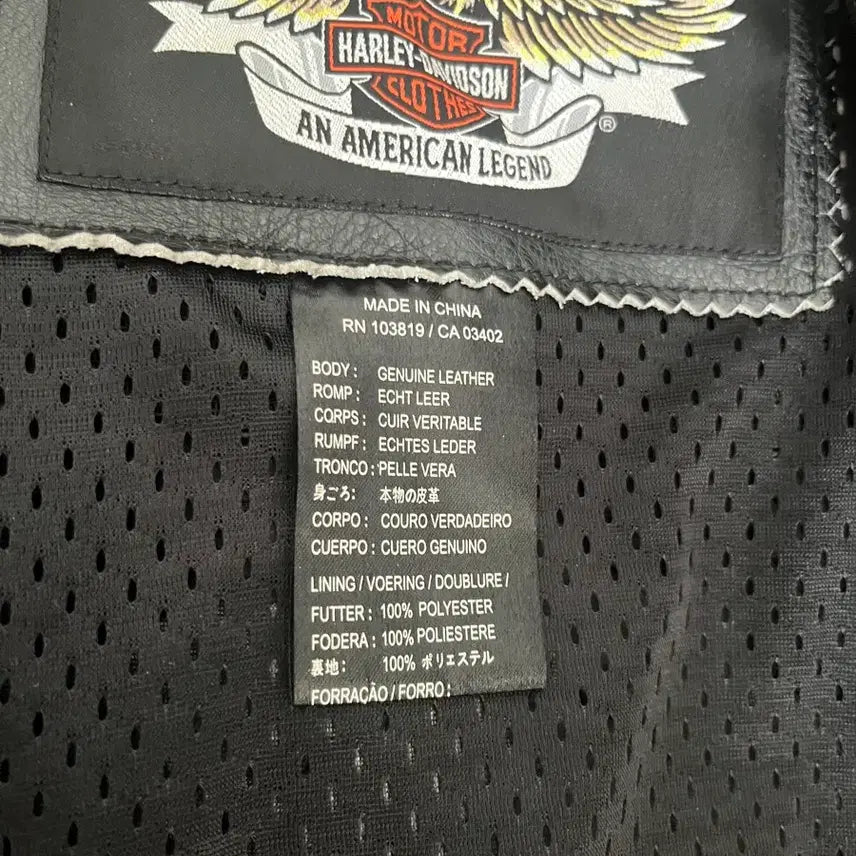 MOTOR
HARLEY-DAVIDSON
CLOTHES
AN AMERICAN LEGEND
®
MADE IN CHINA
RN 103819 / CA 03402
BODY: GENUINE LEATHER
ROMP: ECHT LEER
CORPS: CUIR VERITABLE
RUMPF: ECHTES LEDER
TRONCO: PELLE VERA
身ごろ: 本物の皮革
CORPO: COURO VERDADEIRO
CUERPO: CUERO GENUINO
LINING / VOERING / DOUBLURE /
FUTTER: 100% POLYESTER
FODERA: 100% POLIESTERE
裏地: 100% ポリエステル
FORRAÇÃO / FORRO: